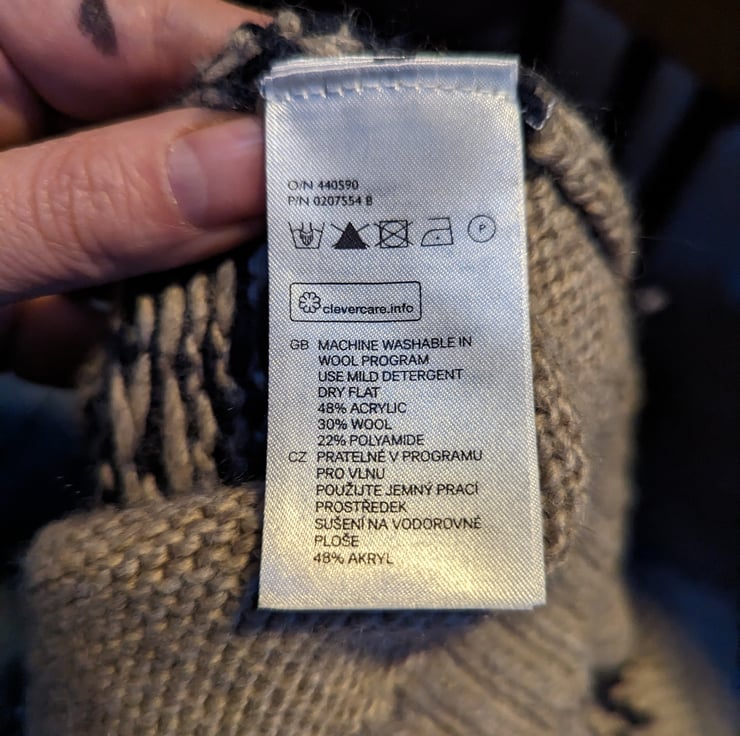 O/N 440590
P/N 0207554 B
P
clevercare.info
GB MACHINE WASHABLE IN
WOOL PROGRAM
USE MILD DETERGENT
DRY FLAT
48% ACRYLIC
30% WOOL
22% POLYAMIDE
CZ PRATELNÉ V PROGRAMU
PRO VLNU
POUŽIJTE JEMNÝ PRACÍ
PROSTŘEDEK
SUŠENÍ NA VODOROVNÉ
PLOŠE
48% AKRYL